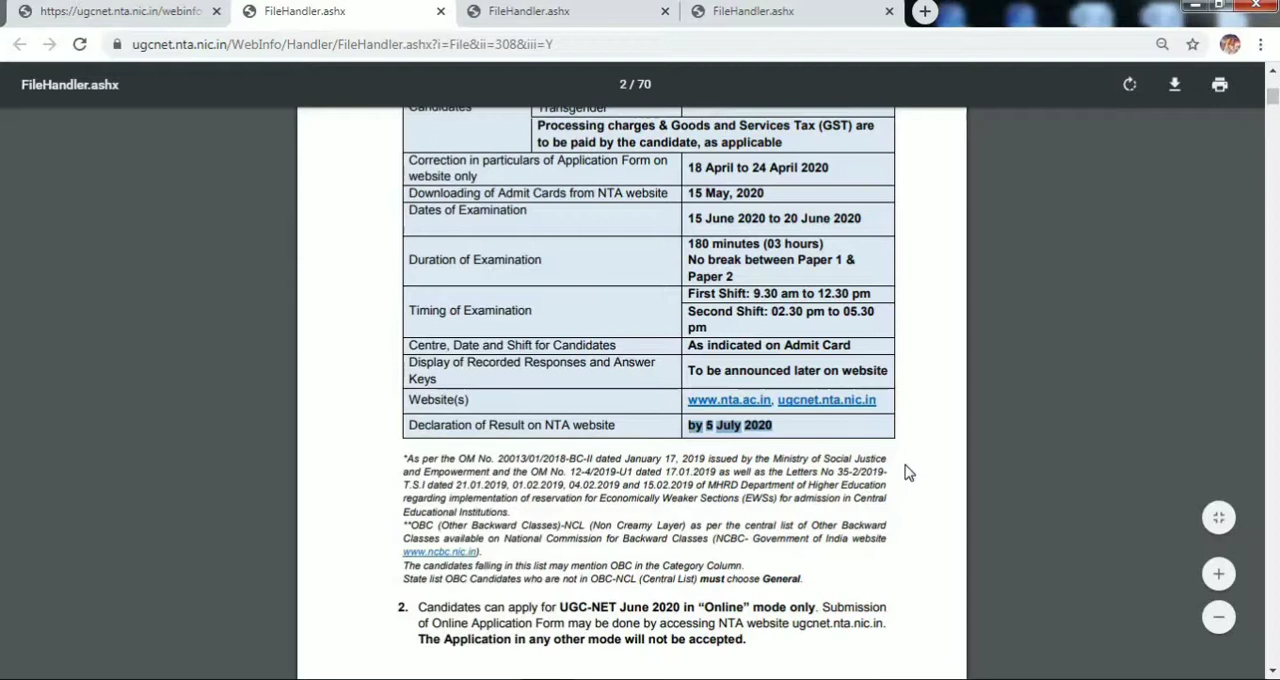 https://ugcnet.nta.nic.in/webinfo
FileHandler.ashx
FileHandler.ashx
FileHandler.ashx
ugcnet.nta.nic.in/WebInfo/Handler/FileHandler.ashx?i=File&ii=308&iii=Y
FileHandler.ashx
2 / 70
Candidates
Transgender
Processing charges & Goods and Services Tax (GST) are
to be paid by the candidate, as applicable
Correction in particulars of Application Form on
website only
18 April to 24 April 2020
Downloading of Admit Cards from NTA website
15 May, 2020
Dates of Examination
15 June 2020 to 20 June 2020
Duration of Examination
180 minutes (03 hours)
No break between Paper 1 &
Paper 2
Timing of Examination
First Shift: 9.30 am to 12.30 pm
Second Shift: 02.30 pm to 05.30
pm
Centre, Date and Shift for Candidates
As indicated on Admit Card
Display of Recorded Responses and Answer
Keys
To be announced later on website
Website(s)
www.nta.ac.in, ugcnet.nta.nic.in
Declaration of Result on NTA website
by 5 July 2020
*As per the OM No. 20013/01/2018-BC-II dated January 17, 2019 issued by the Ministry of Social Justice
and Empowerment and the OM No. 12-4/2019-U1 dated 17.01.2019 as well as the Letters No 35-2/2019-
T.S.I dated 21.01.2019, 01.02.2019, 04.02.2019 and 15.02.2019 of MHRD Department of Higher Education
regarding implementation of reservation for Economically Weaker Sections (EWSs) for admission in Central
Educational Institutions.
**OBC (Other Backward Classes)-NCL (Non Creamy Layer) as per the central list of Other Backward
Classes available on National Commission for Backward Classes (NCBC- Government of India website
www.ncbc.nic.in).
The candidates falling in this list may mention OBC in the Category Column.
State list OBC Candidates who are not in OBC-NCL (Central List) must choose General.
2. Candidates can apply for UGC-NET June 2020 in “Online” mode only. Submission
of Online Application Form may be done by accessing NTA website ugcnet.nta.nic.in.
The Application in any other mode will not be accepted.